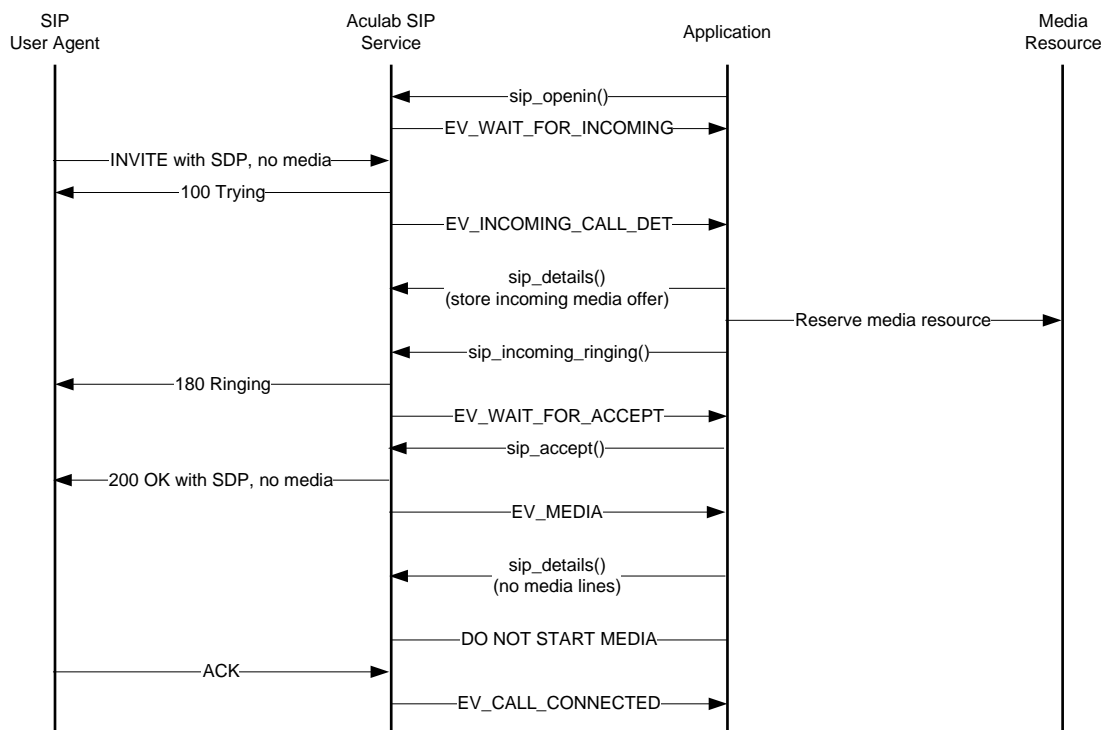 SIP
User Agent
Aculab SIP
Service
Application
Media
Resource
sip_openin()
EV_WAIT_FOR_INCOMING
INVITE with SDP, no media
100 Trying
EV_INCOMING_CALL_DET
sip_details()
(store incoming media offer)
Reserve media resource
sip_incoming_ringing()
180 Ringing
EV_WAIT_FOR_ACCEPT
sip_accept()
200 OK with SDP, no media
EV_MEDIA
sip_details()
(no media lines)
DO NOT START MEDIA
ACK
EV_CALL_CONNECTED